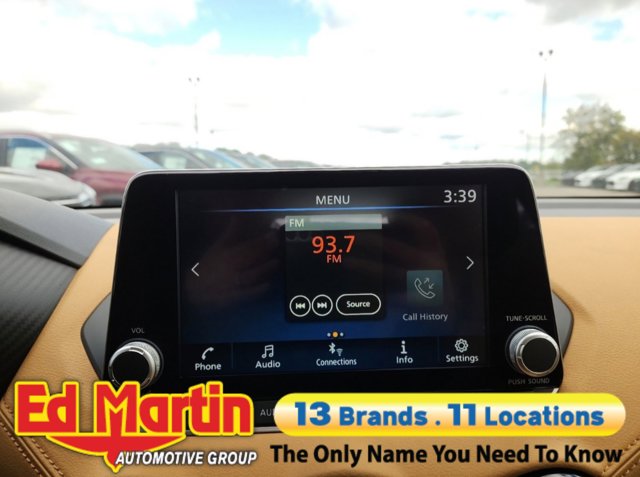 MENU
3:39
FM
93.7
FM
Source
Call History
VOL
TUNE·SCROLL
PUSH SOUND
Phone
Audio
Connections
Info
Settings
Ed Martin
AUTOMOTIVE GROUP
13 Brands . 11 Locations
The Only Name You Need To Know